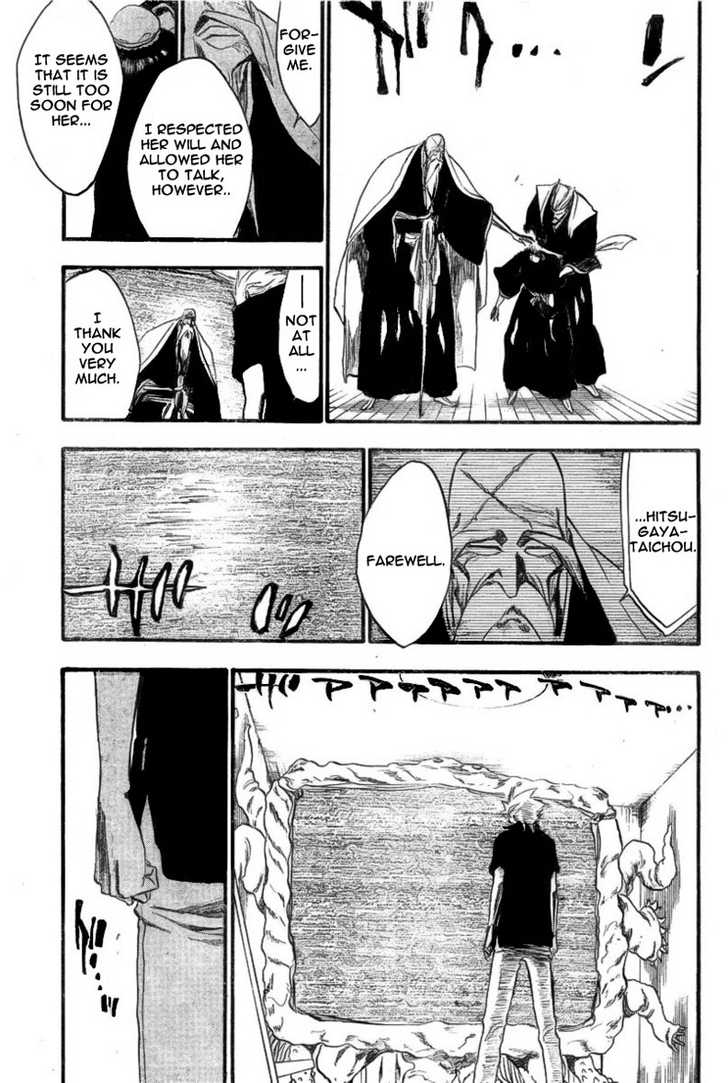 FOR-
GIVE
ME.
I RESPECTED
HER WILL AND
ALLOWED HER
TO TALK,
HOWEVER..
IT SEEMS
THAT IT IS
STILL TOO
SOON FOR
HER...
— NOT
AT
ALL
...
I
THANK
YOU
VERY
MUCH.
...HITSU-
GAYA-
TAICHOU.
FAREWELL.